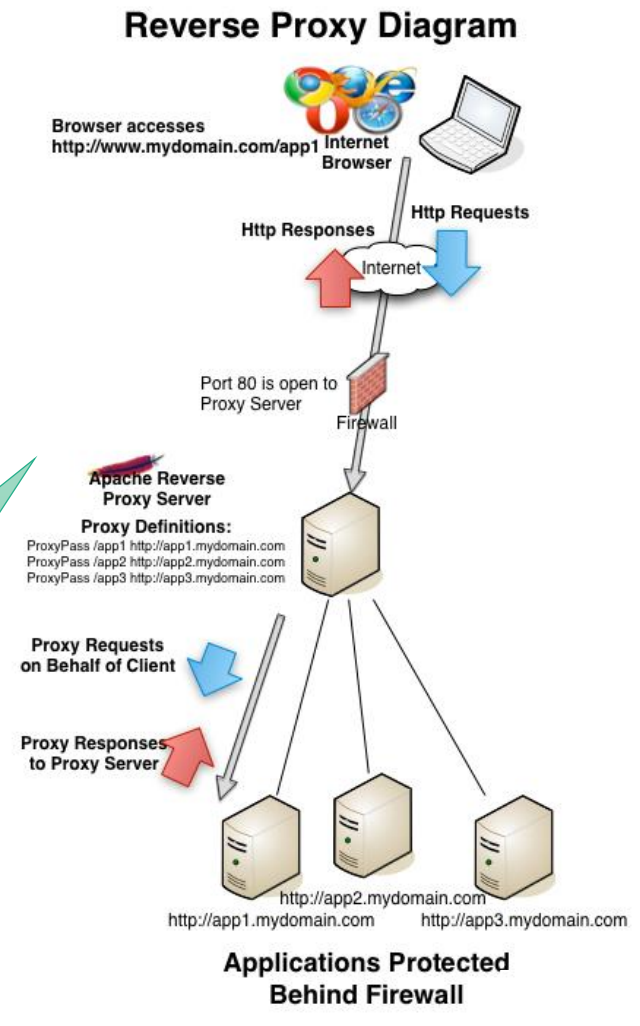 Reverse Proxy Diagram
Browser accesses
http://www.mydomain.com/app1
Internet
Browser
Http Requests
Http Responses
Internet
Port 80 is open to
Proxy Server
Firewall
Apache Reverse
Proxy Server
Proxy Definitions:
ProxyPass /app1 http://app1.mydomain.com
ProxyPass /app2 http://app2.mydomain.com
ProxyPass /app3 http://app3.mydomain.com
Proxy Requests
on Behalf of Client
Proxy Responses
to Proxy Server
http://app2.mydomain.com
http://app1.mydomain.com
http://app3.mydomain.com
Applications Protected
Behind Firewall